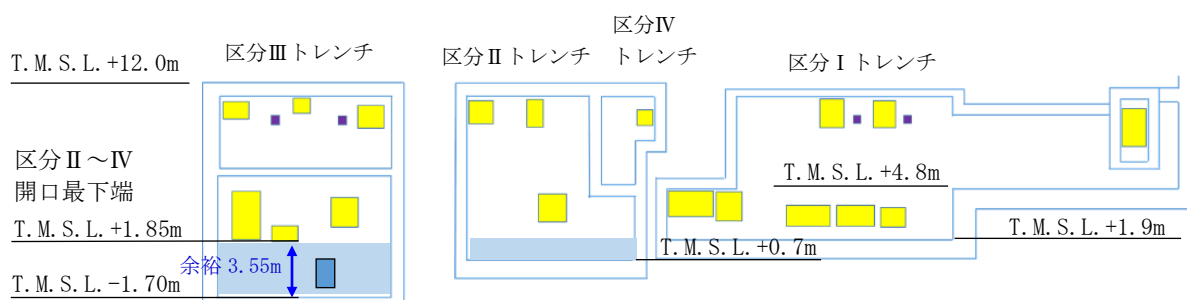 T.M.S.L.+12.0m
区分Ⅲトレンチ
区分Ⅱトレンチ
区分Ⅳ
トレンチ
区分Ⅰトレンチ
区分Ⅱ～Ⅳ
開口最下端
T.M.S.L.+1.85m
余裕 3.55m
T.M.S.L.-1.70m
T.M.S.L.+4.8m
T.M.S.L.+0.7m
T.M.S.L.+1.9m